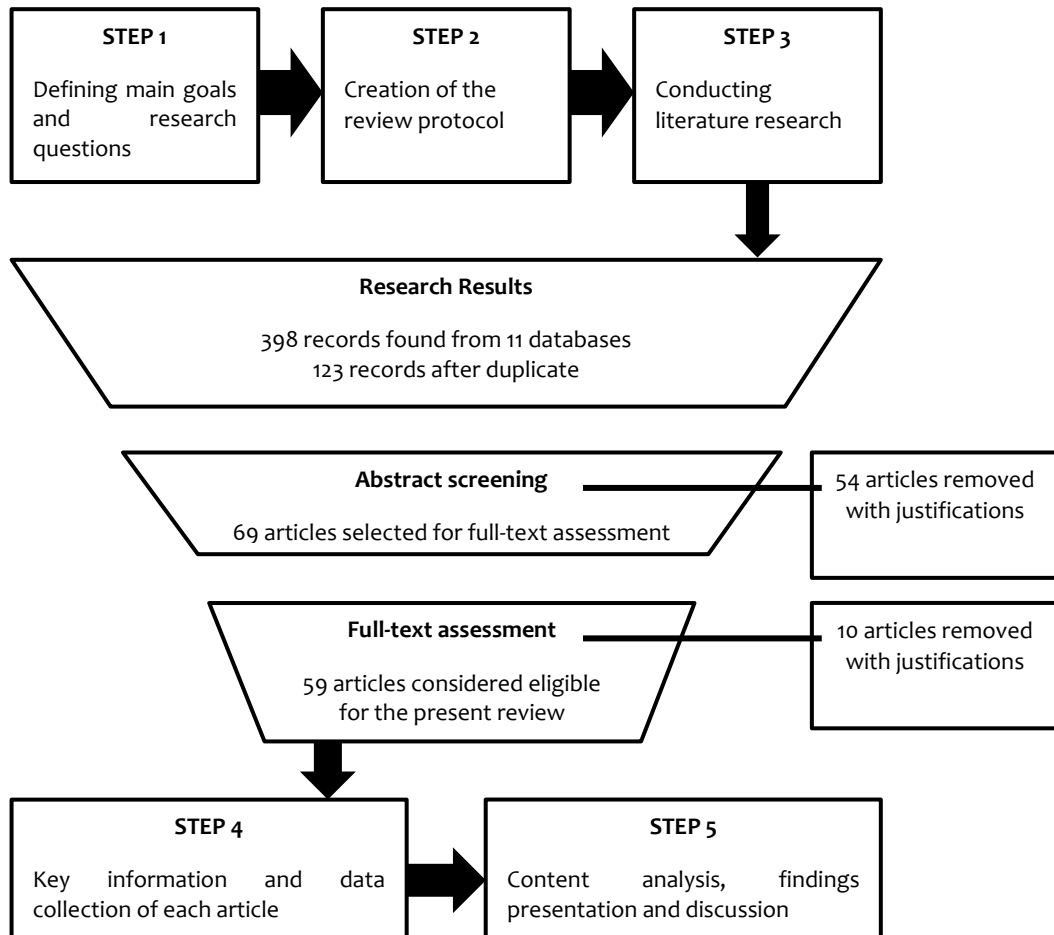 STEP 1
Defining main goals
and research
questions
STEP 2
Creation of the
review protocol
STEP 3
Conducting
literature research
Research Results
398 records found from 11 databases
123 records after duplicate
Abstract screening
69 articles selected for full-text assessment
54 articles removed
with justifications
Full-text assessment
59 articles considered eligible
for the present review
10 articles removed
with justifications
STEP 4
Key information and data
collection of each article
STEP 5
Content analysis, findings
presentation and discussion